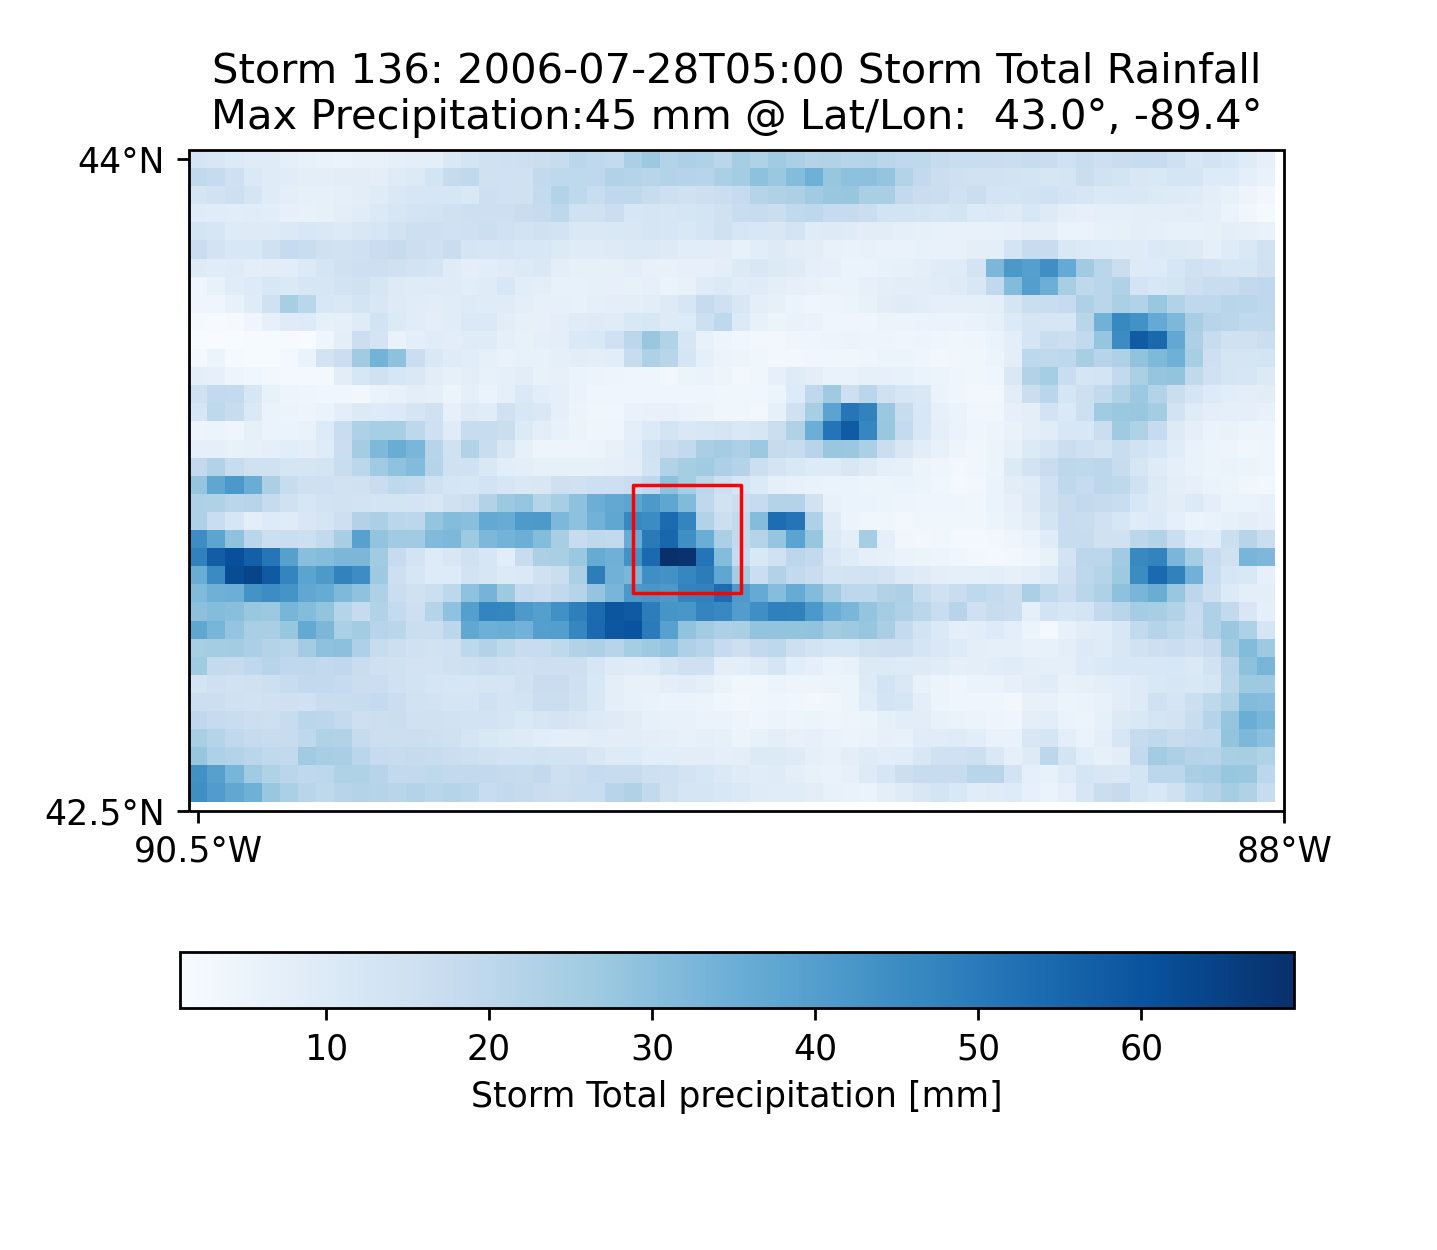 Storm 136: 2006-07-28T05:00 Storm Total Rainfall
Max Precipitation:45 mm @ Lat/Lon:  43.0°, -89.4°
44°N
42.5°N
90.5°W
88°W
10
20
30
40
50
60
Storm Total precipitation [mm]